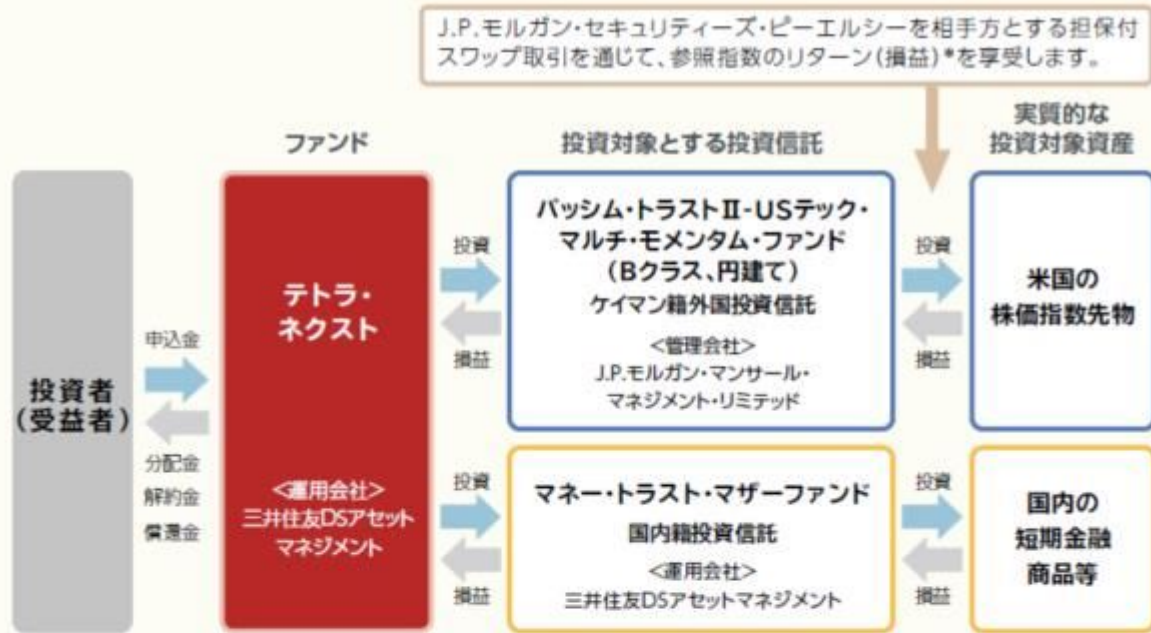 J.P.モルガン・セキュリティーズ・ピーエルシーを相手方とする担保付
スワップ取引を通じて、参照指数のリターン(損益)*を享受します。
ファンド
投資対象とする投資信託
実質的な
投資対象資産
投資者
(受益者)
申込金
分配金
解約金
償還金
テトラ・
ネクスト
<運用会社>
三井住友DSアセット
マネジメント
投資
損益
バッシム・トラストⅡ-USテック・
マルチ・モメンタム・ファンド
(Bクラス、円建て)
ケイマン籍外国投資信託
<管理会社>
J.P.モルガン・マンサール・
マネジメント・リミテッド
投資
損益
米国の
株価指数先物
投資
損益
マネー・トラスト・マザーファンド
国内籍投資信託
<運用会社>
三井住友DSアセットマネジメント
投資
損益
国内の
短期金融
商品等